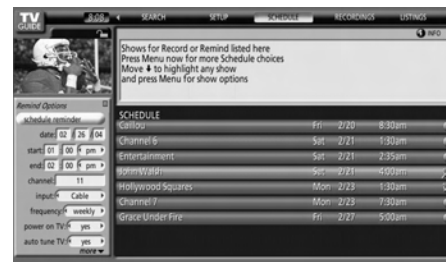 TV GUIDE
8:08
SEARCH SETUP SCHEDULE RECORDINGS LISTINGS
INFO
Shows for Record or Remind listed here
Press Menu now for more Schedule choices
Move to highlight any show
and press Menu for show options
Remind Options
schedule reminder
date: 02 / 26 / 04
start: 01 : 00 pm
end: 02 : 00 pm
channel: 11
input: Cable
frequency: weekly
power on TV: yes
auto tune TV: yes
more
SCHEDULE
Caillou Fri 2/20 8:30am
Channel 6 Sat 2/21 1:30am
Entertainment Sat 2/21 2:35am
John Walsh Sat 2/21 4:00am
Hollywood Squares Mon 2/23 1:30am
Channel 7 Mon 2/23 7:30am
Grace Under Fire Fri 2/27 5:00am